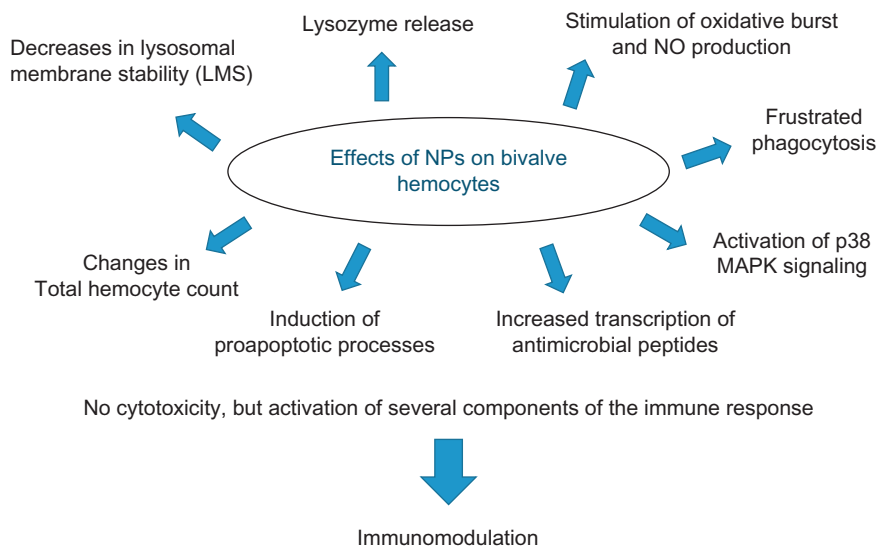 Lysozyme release
Stimulation of oxidative burst
and NO production
Decreases in lysosomal
membrane stability (LMS)
Frustrated
phagocytosis
Effects of NPs on bivalve
hemocytes
Activation of p38
MAPK signaling
Changes in
Total hemocyte count
Induction of
proapoptotic processes
Increased transcription of
antimicrobial peptides
No cytotoxicity, but activation of several components of the immune response
Immunomodulation